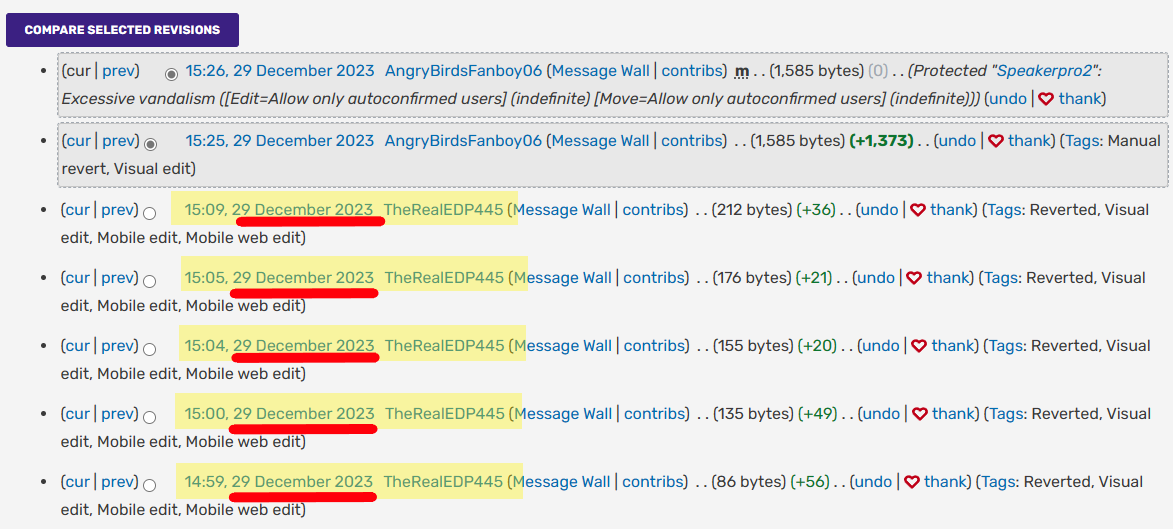 COMPARE SELECTED REVISIONS
• (cur | prev) 15:26, 29 December 2023 AngryBirdsFanboy06 (Message Wall | contribs) m . . (1,585 bytes) (0) . . (Protected "Speakerpro2":
Excessive vandalism ([Edit=Allow only autoconfirmed users] (indefinite) [Move=Allow only autoconfirmed users] (indefinite))) (undo | thank)
• (cur | prev) 15:25, 29 December 2023 AngryBirdsFanboy06 (Message Wall | contribs) . . (1,585 bytes) (+1,373) . . (undo | thank) (Tags: Manual
revert, Visual edit)
• (cur | prev) 15:09, 29 December 2023 TheRealEDP445 (Message Wall | contribs) . . (212 bytes) (+36) . . (undo | thank) (Tags: Reverted, Visual
edit, Mobile edit, Mobile web edit)
• (cur | prev) 15:05, 29 December 2023 TheRealEDP445 (Message Wall | contribs) . . (176 bytes) (+21) . . (undo | thank) (Tags: Reverted, Visual
edit, Mobile edit, Mobile web edit)
• (cur | prev) 15:04, 29 December 2023 TheRealEDP445 (Message Wall | contribs) . . (155 bytes) (+20) . . (undo | thank) (Tags: Reverted, Visual
edit, Mobile edit, Mobile web edit)
• (cur | prev) 15:00, 29 December 2023 TheRealEDP445 (Message Wall | contribs) . . (135 bytes) (+49) . . (undo | thank) (Tags: Reverted, Visual
edit, Mobile edit, Mobile web edit)
• (cur | prev) 14:59, 29 December 2023 TheRealEDP445 (Message Wall | contribs) . . (86 bytes) (+56) . . (undo | thank) (Tags: Reverted, Visual
edit, Mobile edit, Mobile web edit)